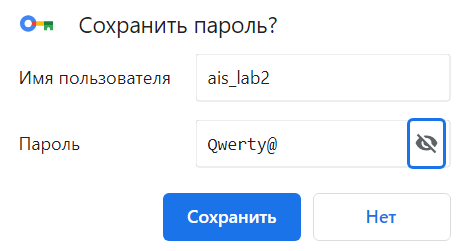 Сохранить пароль?
Имя пользователя ais_lab2
Пароль Qwerty@
Сохранить Нет